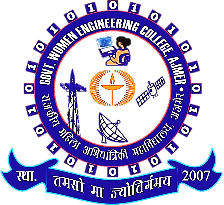 GOVT. WOMEN ENGINEERING COLLEGE, AJMER
राजकीय महिला अभियांत्रिकी महाविद्यालय, अजमेर
स्था. तमसो मा ज्योतिर्गमय 2007